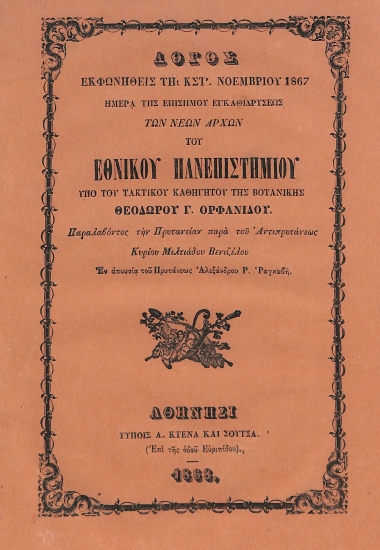 ΛΟΓΟΣ
ΕΚΦΩΝΗΘΕΙΣ ΤΗι ΚΣΤ'. ΝΟΕΜΒΡΙΟΥ 1867
ΗΜΕΡΑ ΤΗΣ ΕΠΙΣΗΜΟΥ ΕΓΚΑΘΙΔΡΥΣΕΩΣ
ΤΩΝ ΝΕΩΝ ΑΡΧΩΝ
ΤΟΥ
ΕΘΝΙΚΟΥ ΠΑΝΕΠΙΣΤΗΜΙΟΥ
ΥΠΟ ΤΟΥ ΤΑΚΤΙΚΟΥ ΚΑΘΗΓΗΤΟΥ ΤΗΣ ΒΟΤΑΝΙΚΗΣ
ΘΕΟΔΩΡΟΥ Γ. ΟΡΦΑΝΙΔΟΥ.
Παραλαβόντος τὴν Πρυτανείαν παρὰ τοῦ Ἀντιπρυτάνεως
Κυρίου Μιλτιάδου Βενιζέλου
Ἐν ἀπουσίᾳ τοῦ Πρυτάνεως Ἀλεξάνδρου Ρ. Ῥαγκαβῆ.
ΑΘΗΝΗΣΙ
ΤΥΠΟΙΣ Α. ΚΤΕΝΑ ΚΑΙ ΣΟΥΤΣΑ.
(Ἐπὶ τῆς ὁδοῦ Εὐριπίδου).
1868.